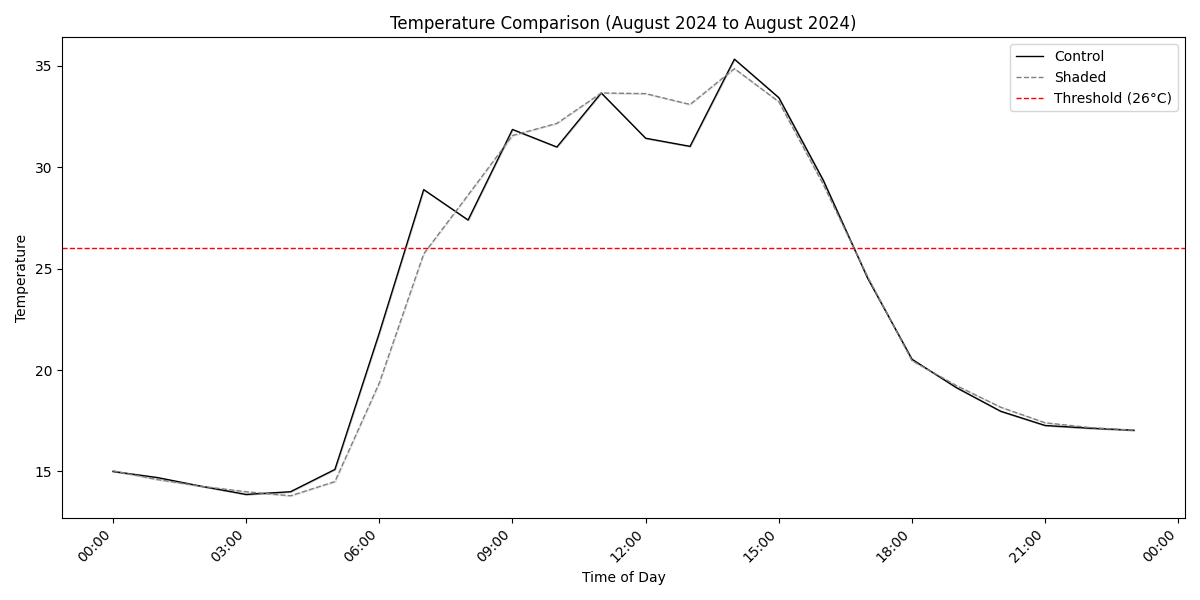 Temperature Comparison (August 2024 to August 2024)
Control
Shaded
Threshold (26°C)
Temperature
35
30
25
20
15
00:00
03:00
06:00
09:00
12:00
15:00
18:00
21:00
00:00
Time of Day